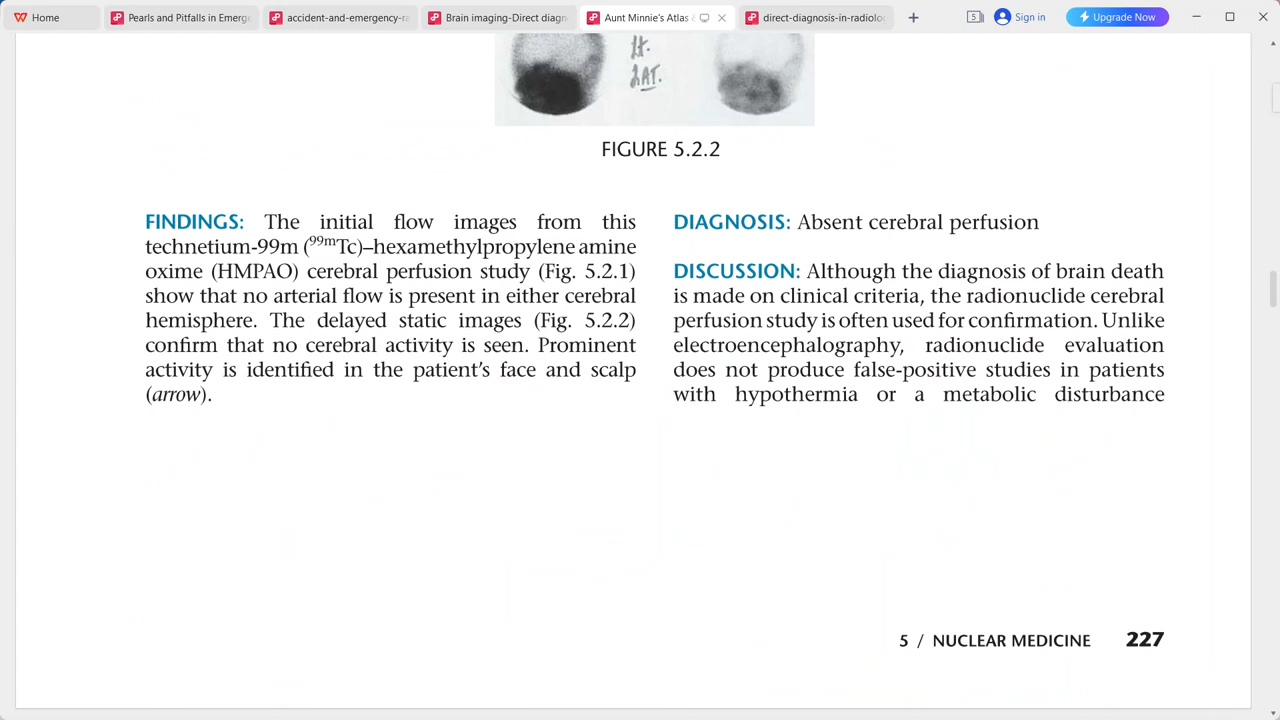 Home
Pearls and Pitfalls in Emerge
accident-and-emergency-ra
Brain imaging-Direct diagn
Aunt Minnie's Atlas &
direct-diagnosis-in-radiolo
5
Sign in
Upgrade Now
Lt.
LAT.
FIGURE 5.2.2
FINDINGS: The initial flow images from this
technetium-99m (99mTc)–hexamethylpropylene amine
oxime (HMPAO) cerebral perfusion study (Fig. 5.2.1)
show that no arterial flow is present in either cerebral
hemisphere. The delayed static images (Fig. 5.2.2)
confirm that no cerebral activity is seen. Prominent
activity is identified in the patient's face and scalp
(arrow).
DIAGNOSIS: Absent cerebral perfusion
DISCUSSION: Although the diagnosis of brain death
is made on clinical criteria, the radionuclide cerebral
perfusion study is often used for confirmation. Unlike
electroencephalography, radionuclide evaluation
does not produce false-positive studies in patients
with hypothermia or a metabolic disturbance
5 / NUCLEAR MEDICINE 227